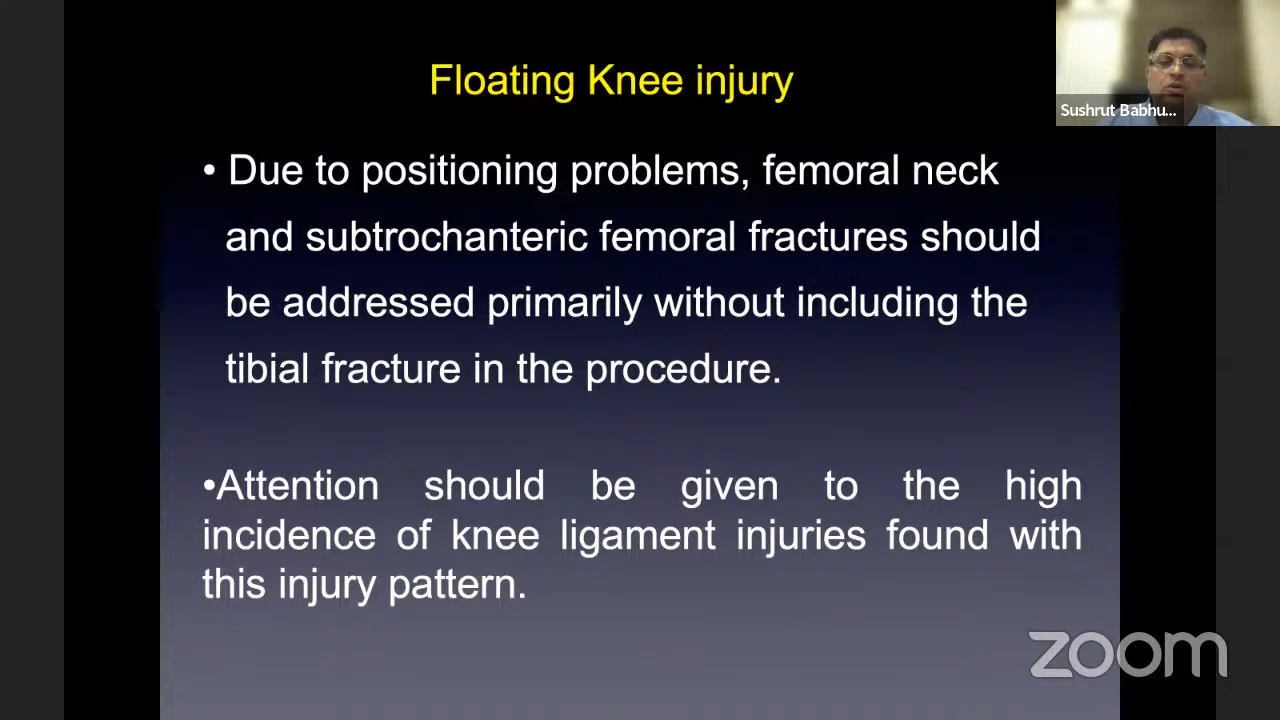 Floating Knee injury
Sushrut Babhu...
• Due to positioning problems, femoral neck
and subtrochanteric femoral fractures should
be addressed primarily without including the
tibial fracture in the procedure.
•Attention should be given to the high
incidence of knee ligament injuries found with
this injury pattern.
zoom